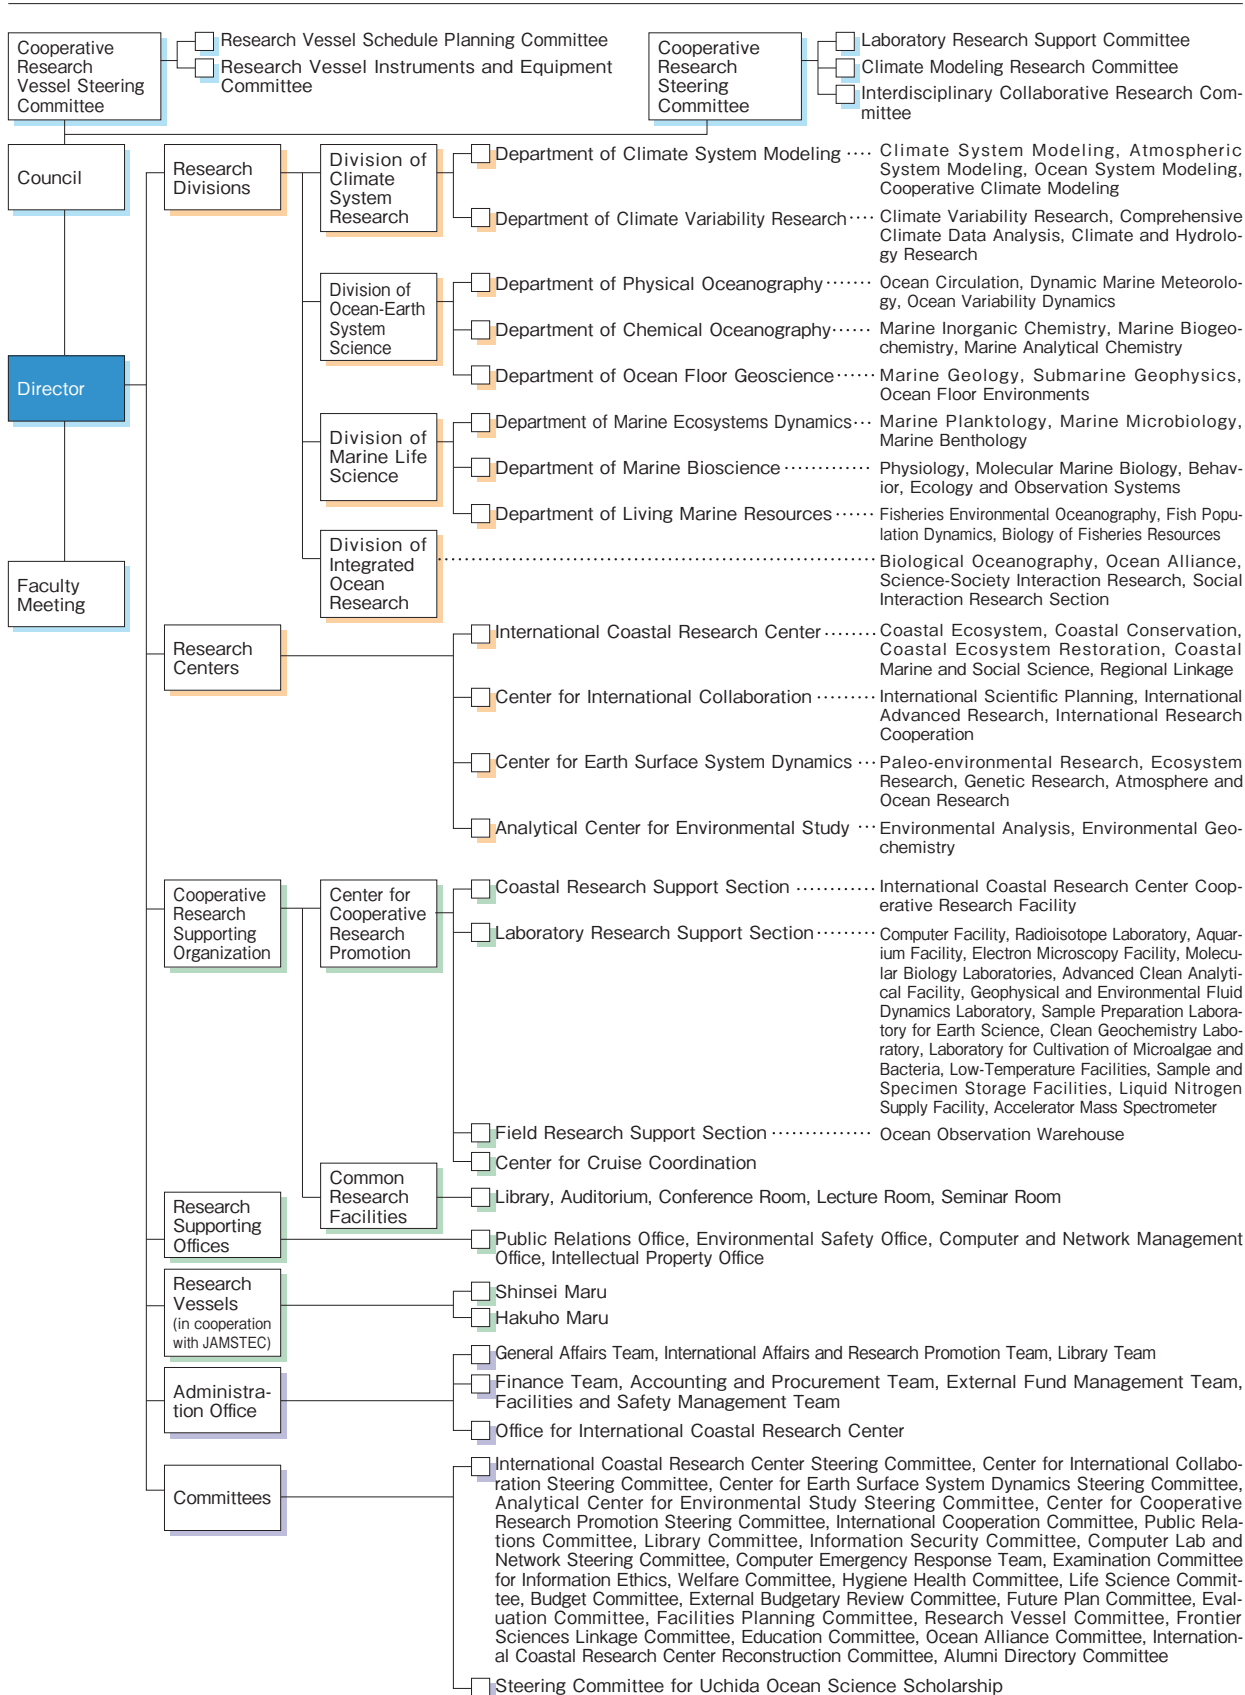 Cooperative
Research
Vessel Steering
Committee
Research Vessel Schedule Planning Committee
Research Vessel Instruments and Equipment
Committee
Cooperative
Research
Steering
Committee
Laboratory Research Support Committee
Climate Modeling Research Committee
Interdisciplinary Collaborative Research Com-
mittee
Council
Director
Faculty
Meeting
Research
Divisions
Division of
Climate
System
Research
Department of Climate System Modeling ···· Climate System Modeling, Atmospheric
System Modeling, Ocean System Modeling,
Cooperative Climate Modeling
Department of Climate Variability Research ···· Climate Variability Research, Comprehensive
Climate Data Analysis, Climate and Hydrolo-
gy Research
Division of
Ocean-Earth
System
Science
Department of Physical Oceanography ······· Ocean Circulation, Dynamic Marine Meteorolo-
gy, Ocean Variability Dynamics
Department of Chemical Oceanography ······ Marine Inorganic Chemistry, Marine Biogeo-
chemistry, Marine Analytical Chemistry
Department of Ocean Floor Geoscience ······ Marine Geology, Submarine Geophysics,
Ocean Floor Environments
Division of
Marine Life
Science
Department of Marine Ecosystems Dynamics ··· Marine Planktology, Marine Microbiology,
Marine Benthology
Department of Marine Bioscience ············· Physiology, Molecular Marine Biology, Behav-
ior, Ecology and Observation Systems
Department of Living Marine Resources ······ Fisheries Environmental Oceanography, Fish Popu-
lation Dynamics, Biology of Fisheries Resources
Division of
Integrated
Ocean
Research
Biological Oceanography, Ocean Alliance,
Science-Society Interaction Research, Social
Interaction Research Section
Research
Centers
International Coastal Research Center ········ Coastal Ecosystem, Coastal Conservation,
Coastal Ecosystem Restoration, Coastal
Marine and Social Science, Regional Linkage
Center for International Collaboration ········· International Scientific Planning, International
Advanced Research, International Research
Cooperation
Center for Earth Surface System Dynamics ··· Paleo-environmental Research, Ecosystem
Research, Genetic Research, Atmosphere and
Ocean Research
Analytical Center for Environmental Study ··· Environmental Analysis, Environmental Geo-
chemistry
Cooperative
Research
Supporting
Organization
Center for
Cooperative
Research
Promotion
Coastal Research Support Section ············ International Coastal Research Center Coop-
erative Research Facility
Laboratory Research Support Section ········· Computer Facility, Radioisotope Laboratory, Aquar-
ium Facility, Electron Microscopy Facility, Molecu-
lar Biology Laboratories, Advanced Clean Analyti-
cal Facility, Geophysical and Environmental Fluid
Dynamics Laboratory, Sample Preparation Labora-
tory for Earth Science, Clean Geochemistry Labo-
ratory, Laboratory for Cultivation of Microalgae and
Bacteria, Low-Temperature Facilities, Sample and
Specimen Storage Facilities, Liquid Nitrogen
Supply Facility, Accelerator Mass Spectrometer
Field Research Support Section ·············· Ocean Observation Warehouse
Center for Cruise Coordination
Common
Research
Facilities
Library, Auditorium, Conference Room, Lecture Room, Seminar Room
Research
Supporting
Offices
Public Relations Office, Environmental Safety Office, Computer and Network Management
Office, Intellectual Property Office
Research
Vessels
(in cooperation
with JAMSTEC)
Shinsei Maru
Hakuho Maru
Administra-
tion Office
General Affairs Team, International Affairs and Research Promotion Team, Library Team
Finance Team, Accounting and Procurement Team, External Fund Management Team,
Facilities and Safety Management Team
Office for International Coastal Research Center
Committees
International Coastal Research Center Steering Committee, Center for International Collabo-
ration Steering Committee, Center for Earth Surface System Dynamics Steering Committee,
Analytical Center for Environmental Study Steering Committee, Center for Cooperative
Research Promotion Steering Committee, International Cooperation Committee, Public Rela-
tions Committee, Library Committee, Information Security Committee, Computer Lab and
Network Steering Committee, Computer Emergency Response Team, Examination Committee
for Information Ethics, Welfare Committee, Hygiene Health Committee, Life Science Commit-
tee, Budget Committee, External Budgetary Review Committee, Future Plan Committee, Eval-
uation Committee, Facilities Planning Committee, Research Vessel Committee, Frontier
Sciences Linkage Committee, Education Committee, Ocean Alliance Committee, Internation-
al Coastal Research Center Reconstruction Committee, Alumni Directory Committee
Steering Committee for Uchida Ocean Science Scholarship